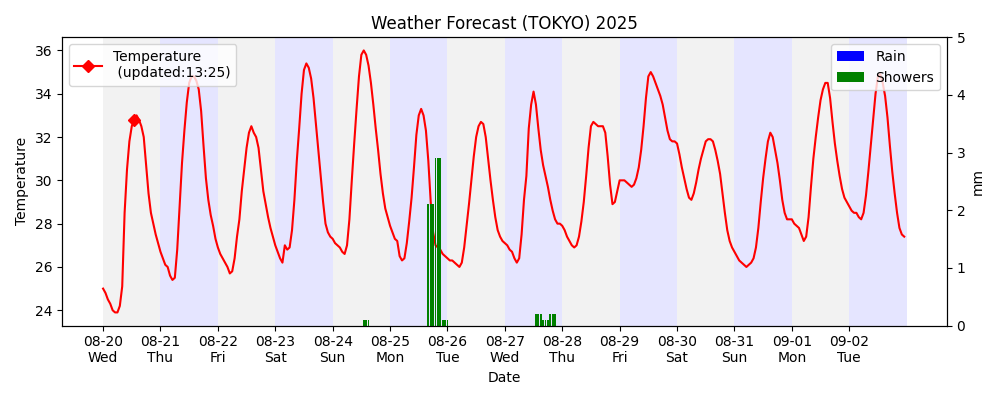 Weather Forecast (TOKYO) 2025
Temperature
(updated:13:25)
Rain
Showers
Temperature
36
34
32
30
28
26
24
5
4
3
2
1
0
mm
08-20 08-21 08-22 08-23 08-24 08-25 08-26 08-27 08-28 08-29 08-30 08-31 09-01 09-02
Wed Thu Fri Sat Sun Mon Tue Wed Thu Fri Sat Sun Mon Tue
Date